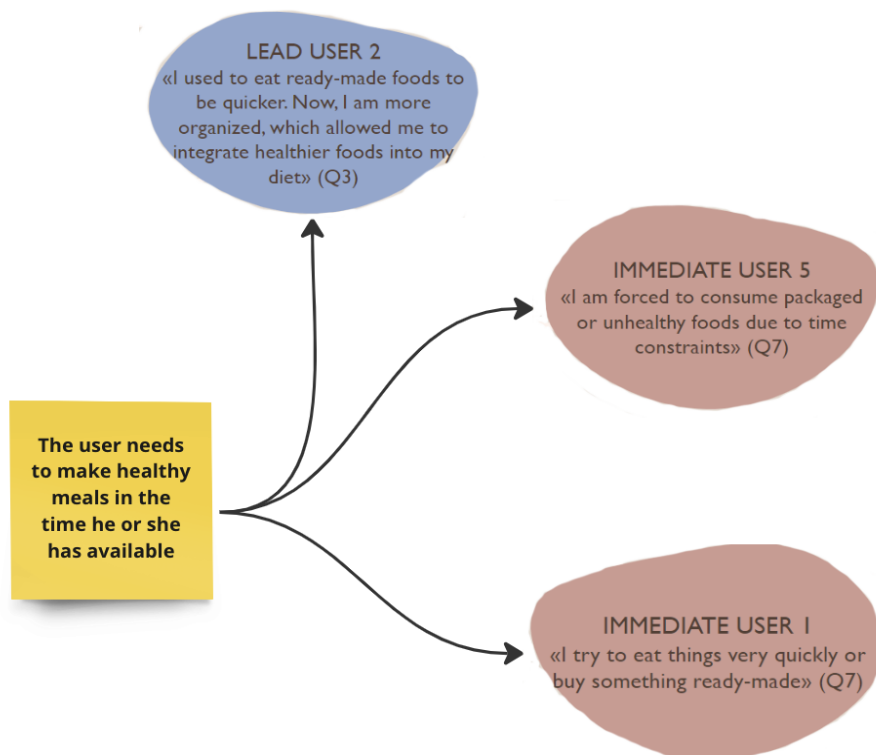 LEAD USER 2
«I used to eat ready-made foods to
be quicker. Now, I am more
organized, which allowed me to
integrate healthier foods into my
diet» (Q3)
IMMEDIATE USER 5
«I am forced to consume packaged
or unhealthy foods due to time
constraints» (Q7)
The user needs
to make healthy
meals in the
time he or she
has available
IMMEDIATE USER 1
«I try to eat things very quickly or
buy something ready-made» (Q7)